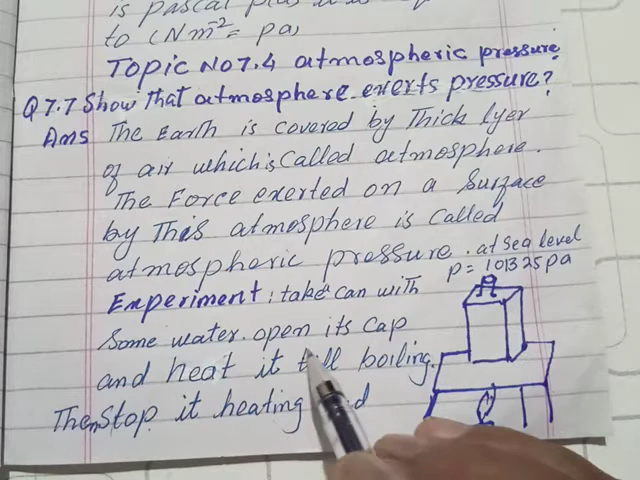 is pascal
to (Nm⁻² = pa)
Topic No 7.4 atmospheric pressure
Q 7.7 Show that atmosphere exerts pressure?
Ans The Earth is covered by Thick lyer
of air which is called atmosphere.
The Force exerted on a Surface
by This atmosphere is called
atmospheric pressure. at sea level
p = 101325 pa
Experiment: take can with
Some water. open its cap
and heat it till boiling.
Then Stop it heating